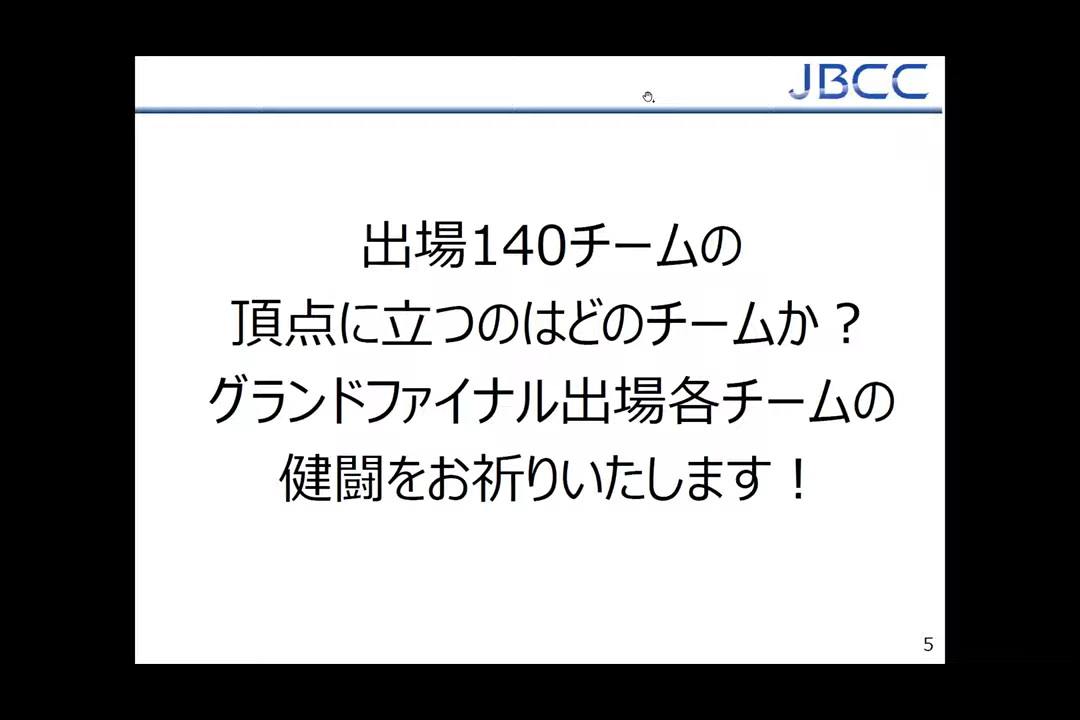 JBCC
出場140チームの
頂点に立つのはどのチームか？
グランドファイナル出場各チームの
健闘をお祈りいたします！
5